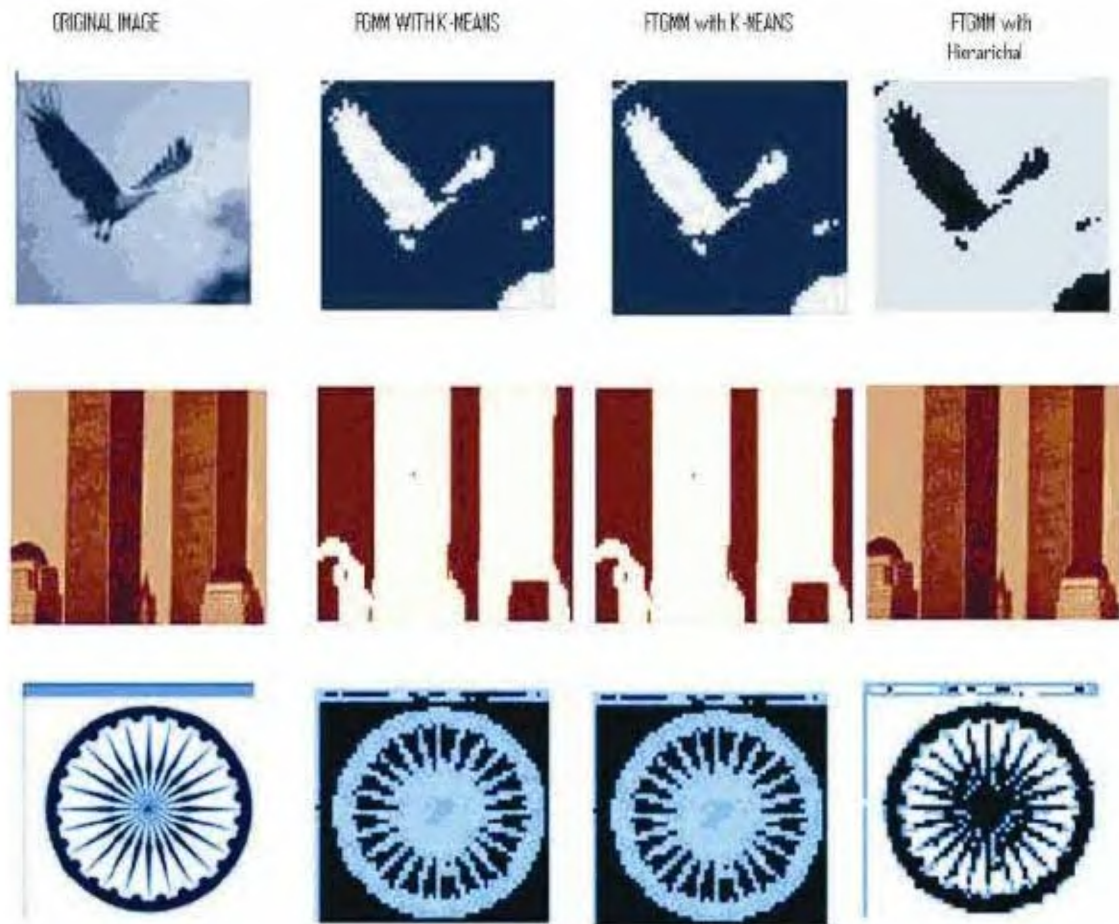 ORIGINAL IMAGE
FGMM WITH K-MEANS
FTGMM with K-MEANS
FTGMM with
Hierarichal